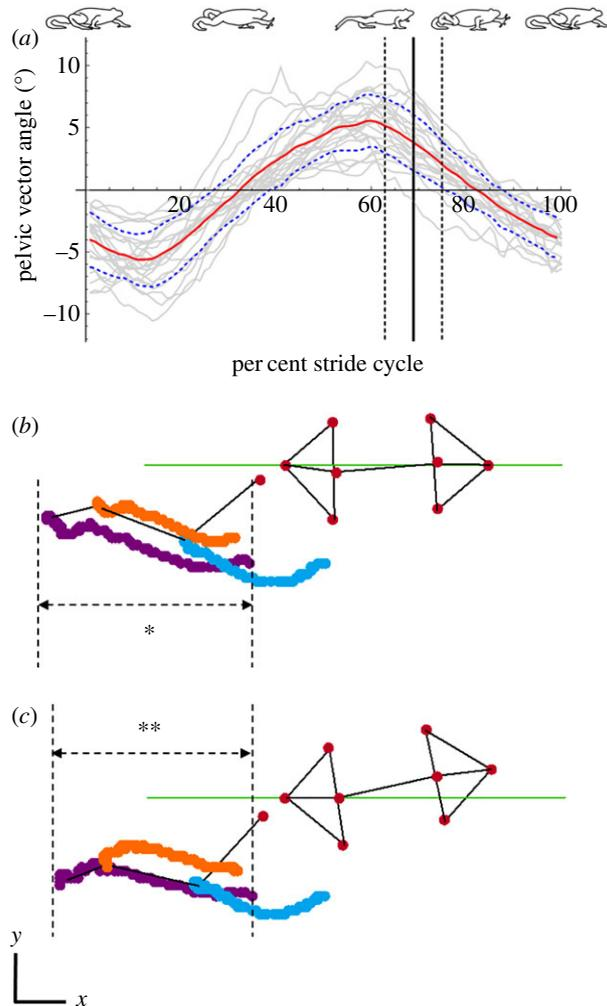 (a)
pelvic vector angle (°)
10
5
–5
–10
20
40
60
80
100
per cent stride cycle
(b)
*
(c)
**
y
x